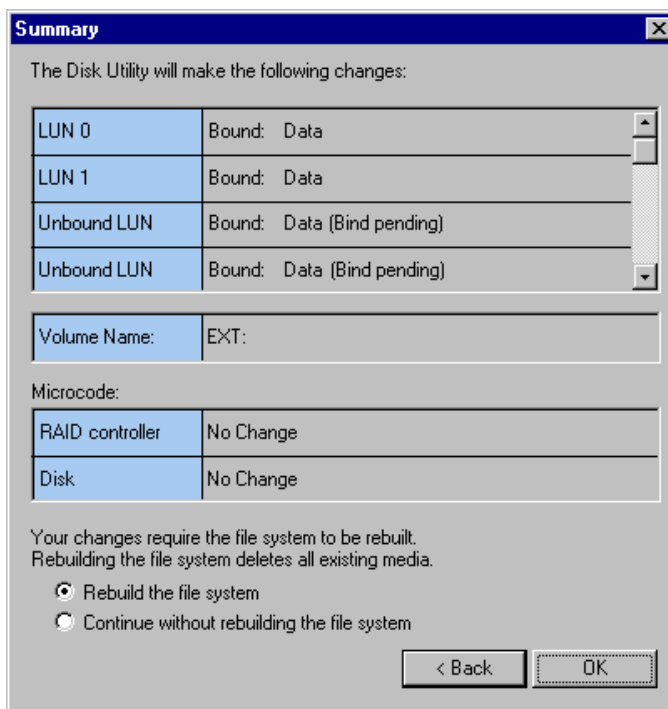 Summary
The Disk Utility will make the following changes:
LUN 0 Bound: Data
LUN 1 Bound: Data
Unbound LUN Bound: Data (Bind pending)
Unbound LUN Bound: Data (Bind pending)
Volume Name: EXT:
Microcode:
RAID controller No Change
Disk No Change
Your changes require the file system to be rebuilt.
Rebuilding the file system deletes all existing media.
Rebuild the file system
Continue without rebuilding the file system
< Back OK